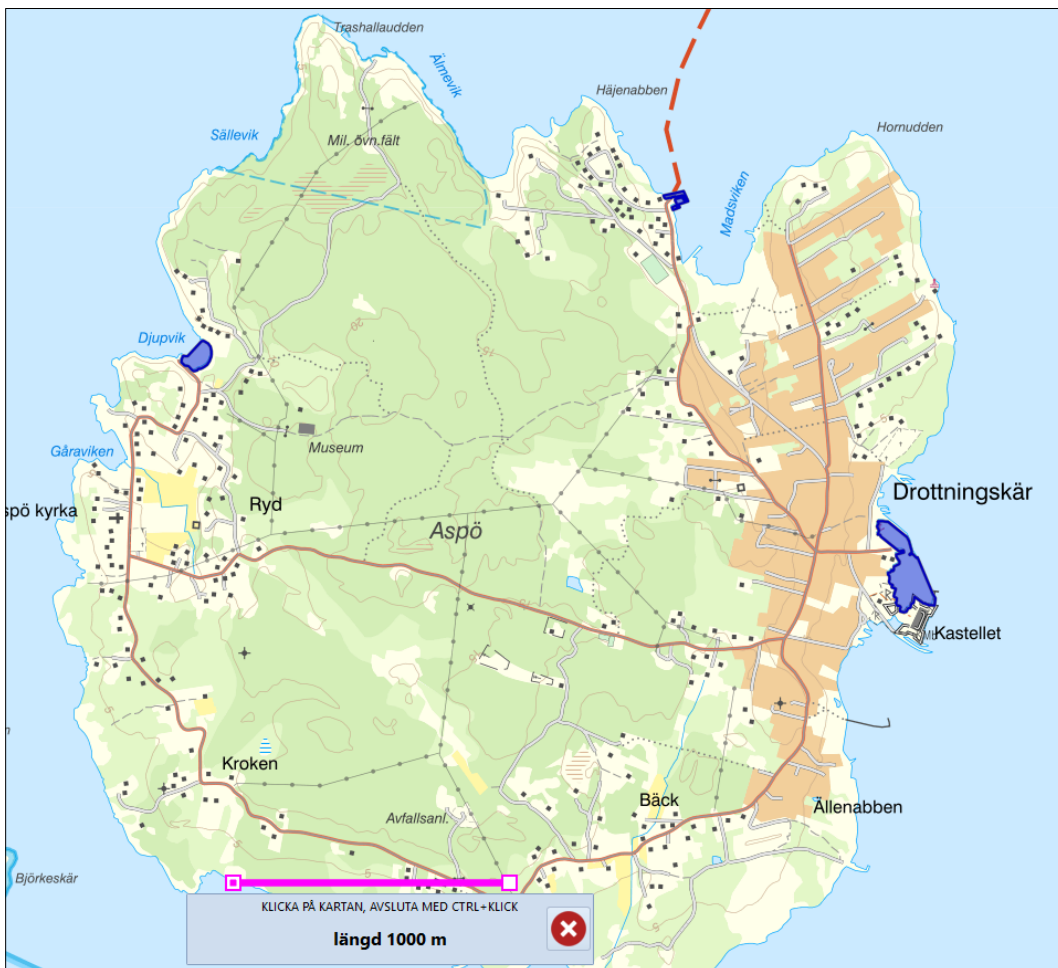 Trashallaudden
Älmevik
Häjenabben
Hornudden
Sällevik
Mil. övn.fält
Madsviken
Djupvik
Museum
Gåraviken
Drottningskär
Ryd
spö kyrka
Aspö
Kastellet
Kroken
Bäck
Ällenabben
Avfallsanl.
Björkeskär
KLICKA PÅ KARTAN, AVSLUTA MED CTRL+KLICK
längd 1000 m